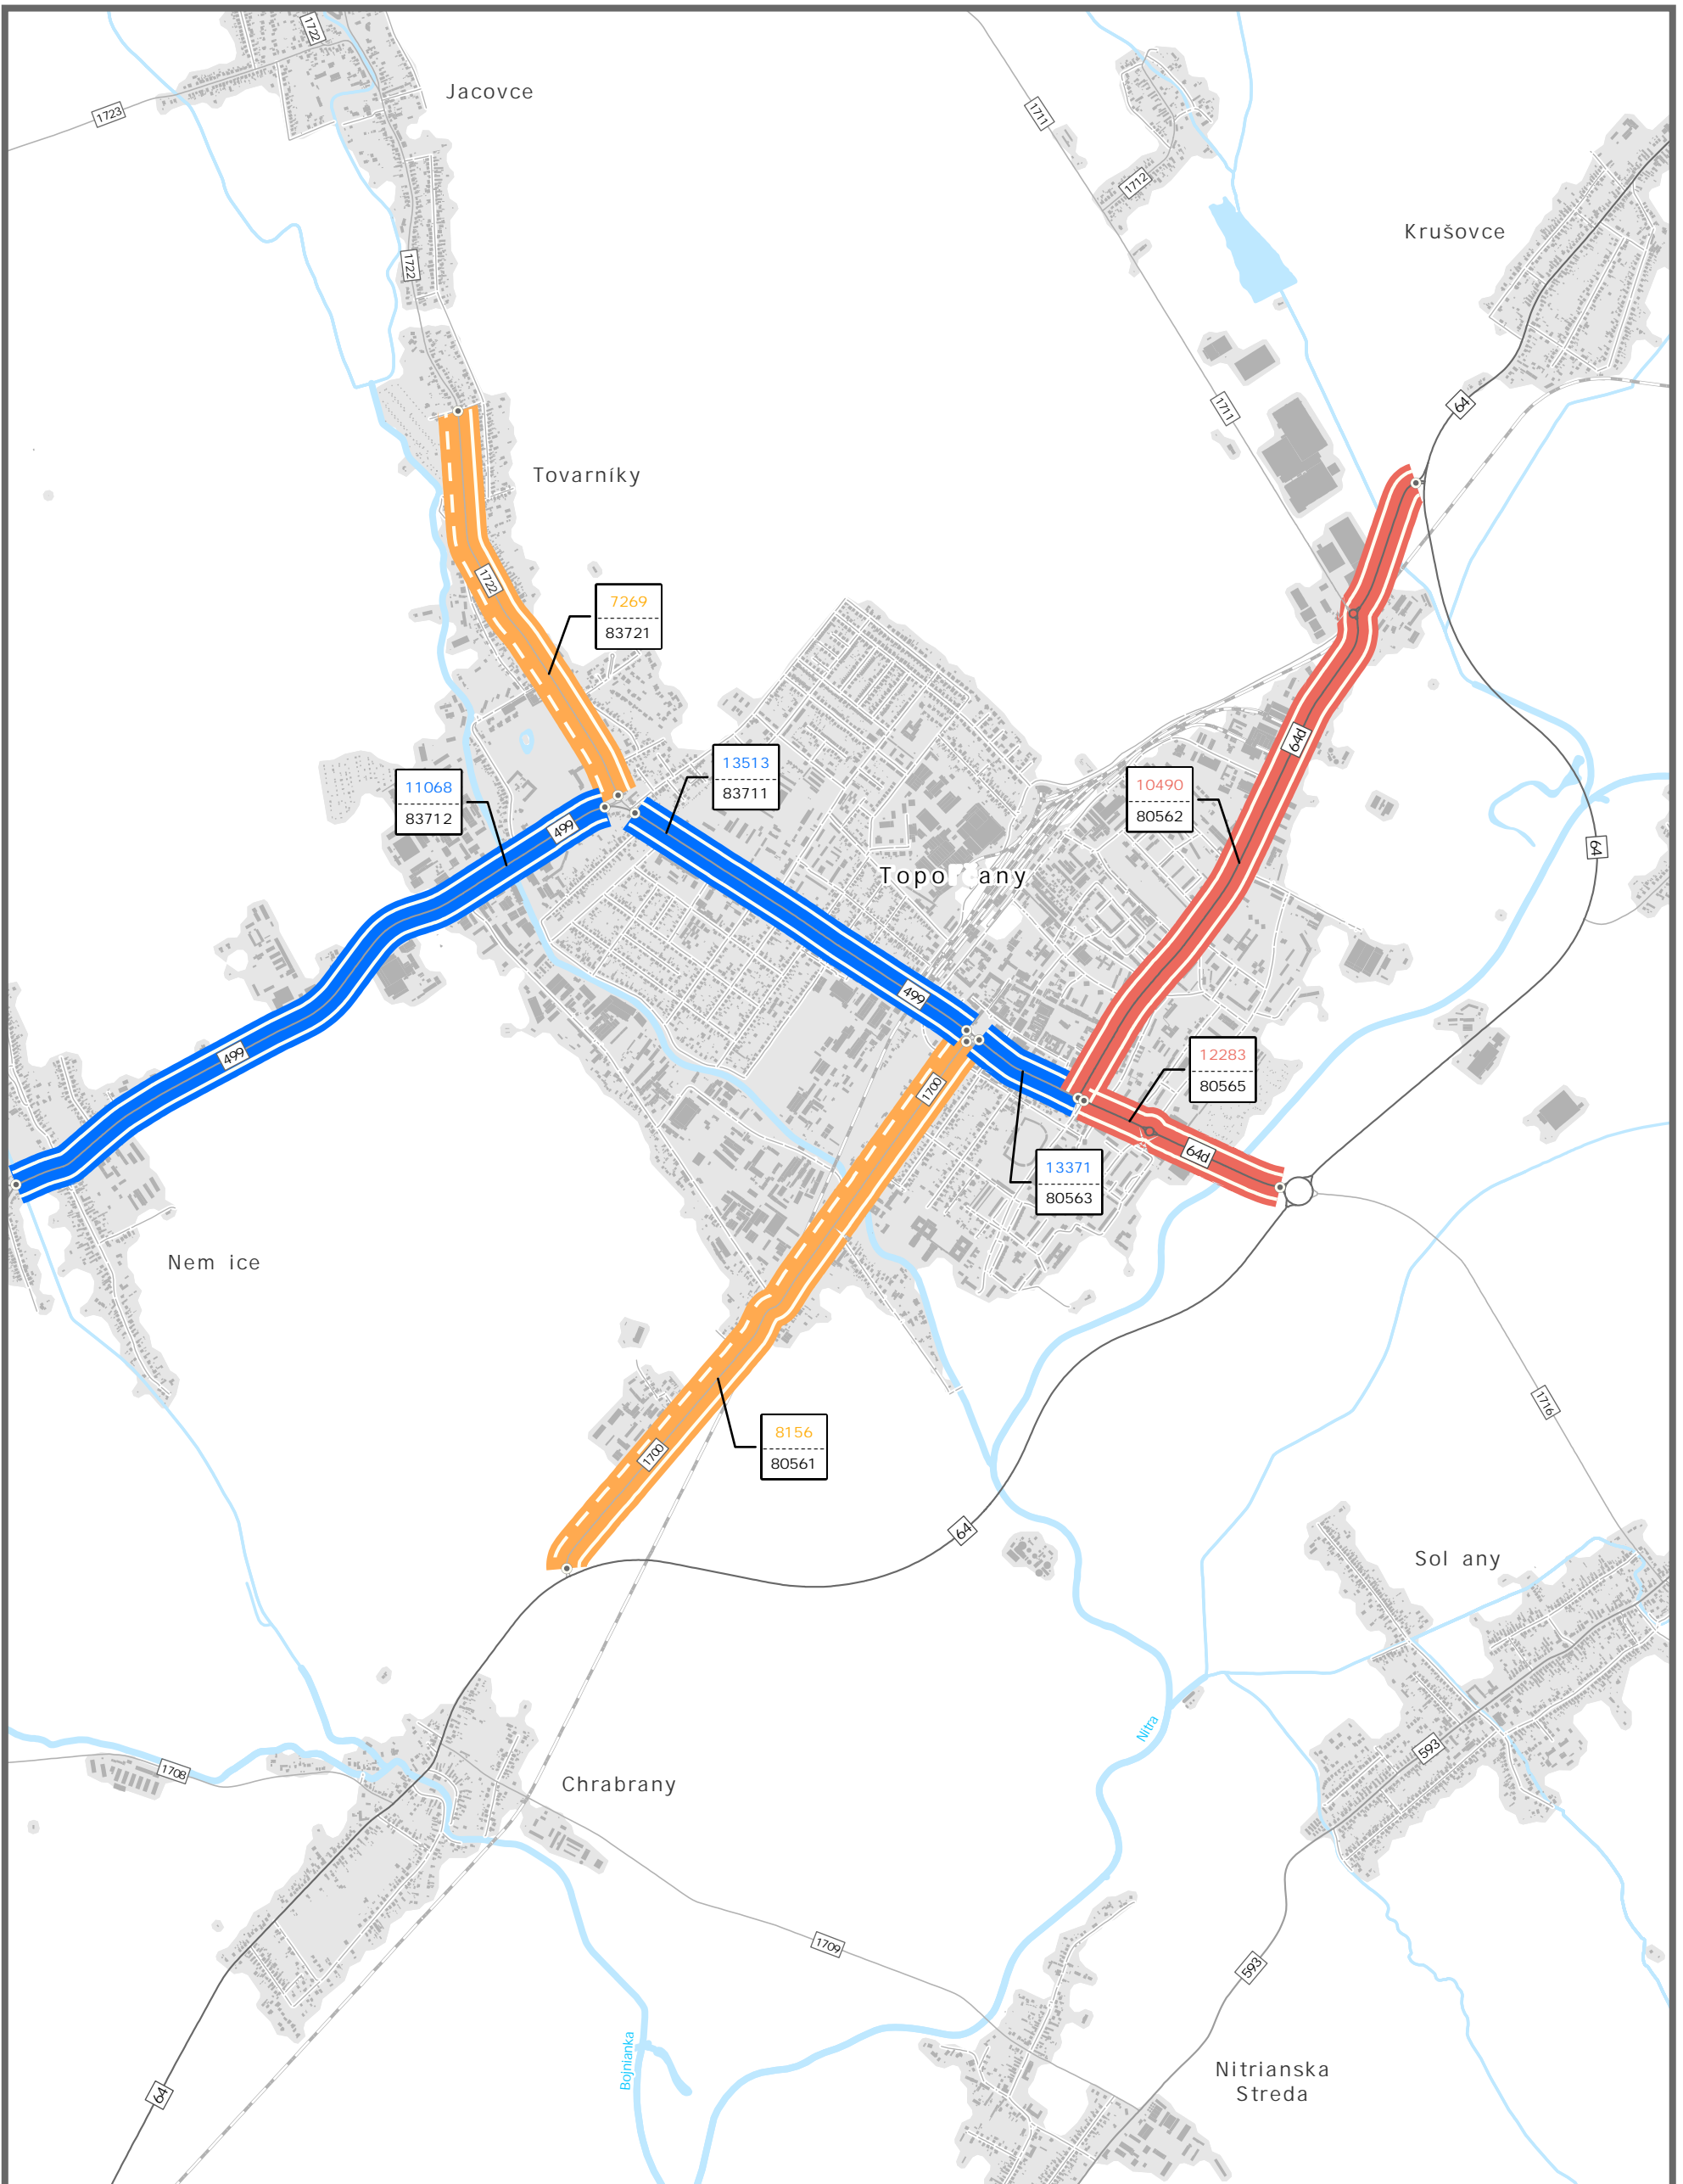 1722
Jacovce
1723
1711
1712
Krušovce
1722
64
1711
Tovarníky
1722
7269
83721
64d
13513
83711
11068
83712
10490
80562
499
64
Topo any
499
499
12283
80565
1700
64d
13371
80563
Nem ice
1716
8156
80561
1700
64
Sol any
Nitra
593
1708
Chrabrany
1709
593
Bojnianka
Nitrianska
Streda
64